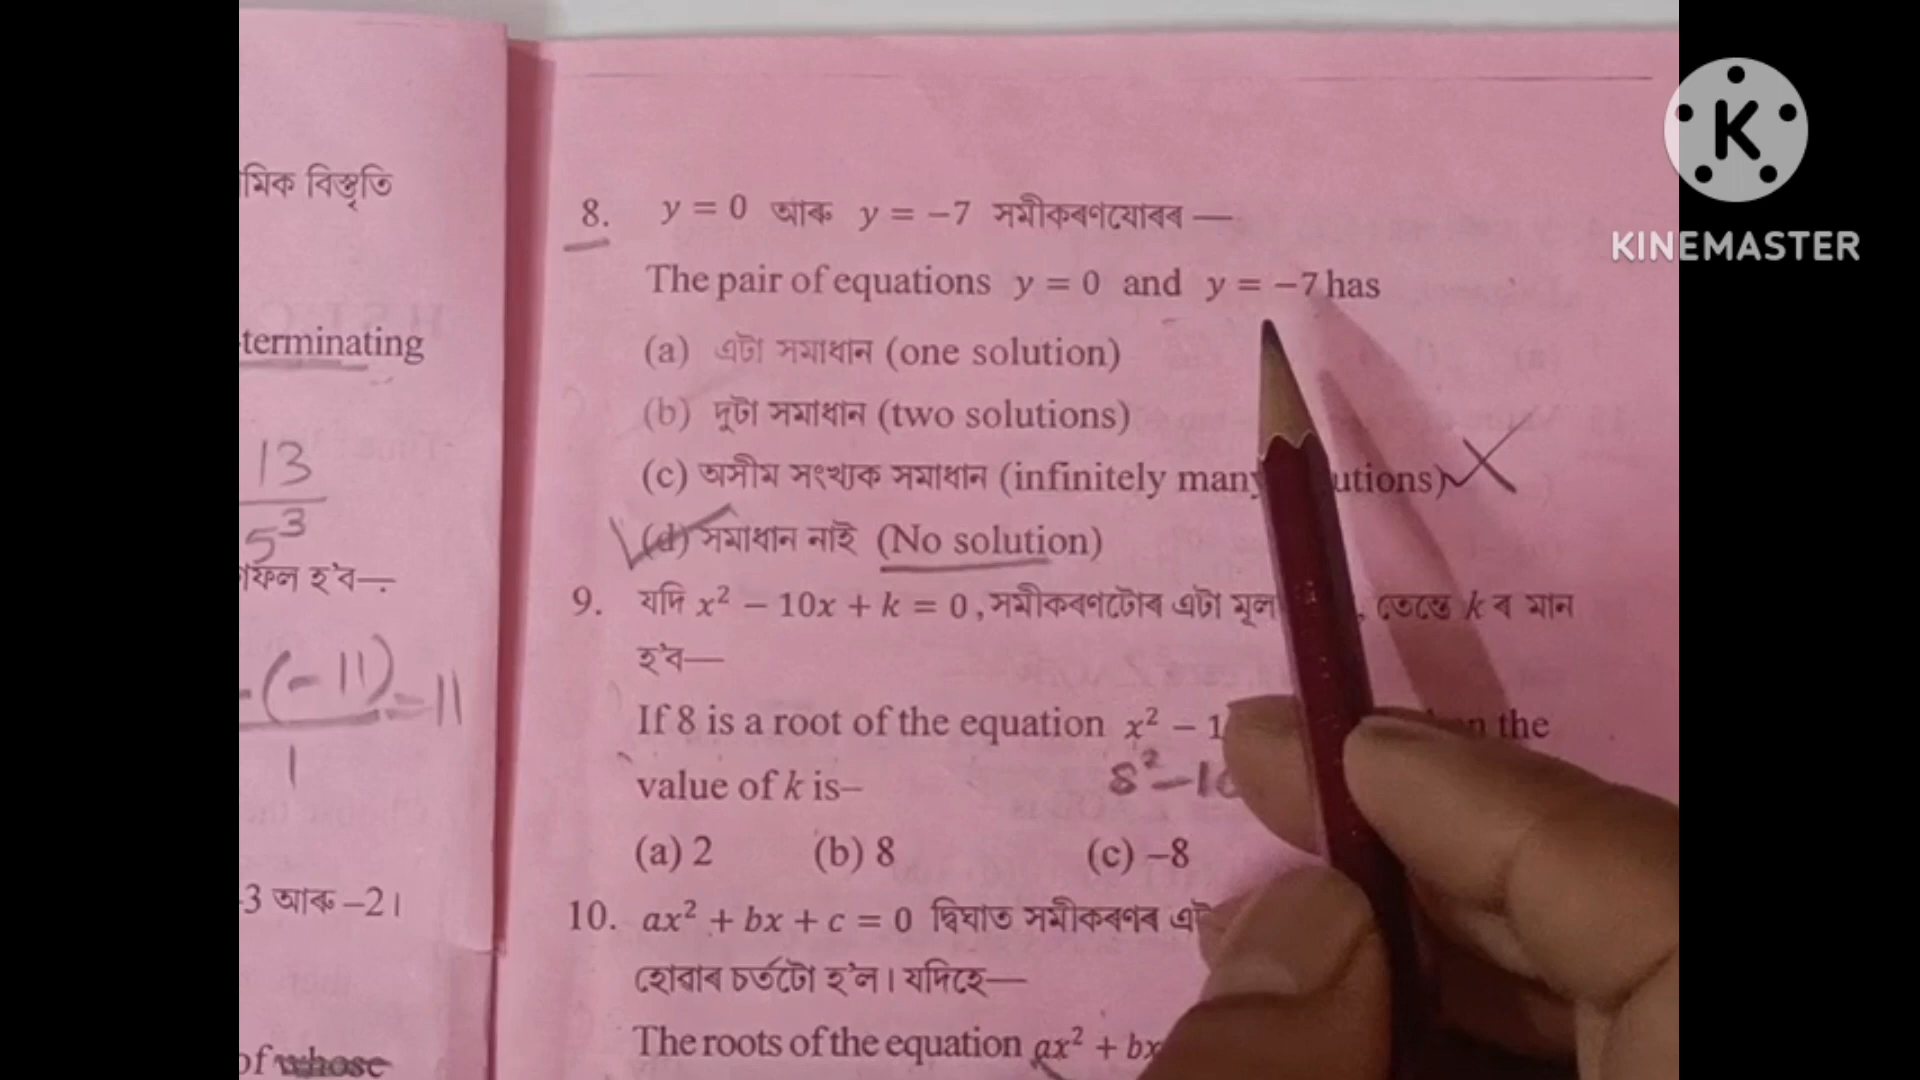 মিক বিস্তৃতি
terminating
13
5³
ফল হ'ব—.
-(-11) = 11
1
3 আৰু –2।
of whose
8. y = 0 আৰু y = −7 সমীকৰণযোৰৰ —
The pair of equations y = 0 and y = −7 has
(a) এটা সমাধান (one solution)
(b) দুটা সমাধান (two solutions)
(c) অসীম সংখ্যক সমাধান (infinitely many
(d) সমাধান নাই (No solution)
9. যদি x² − 10x + k = 0, সমীকৰণটোৰ এটা মূল , তেন্তে k ৰ মান
হ'ব—
If 8 is a root of the equation x² − 1 the
value of k is–
8² – 10
(a) 2 (b) 8 (c) –8
10. ax² + bx + c = 0 দ্বিঘাত সমীকৰণৰ
হোৱাৰ চৰ্তটো হ'ল। যদিহে—
The roots of the equation ax² + bx
K
KINEMASTER